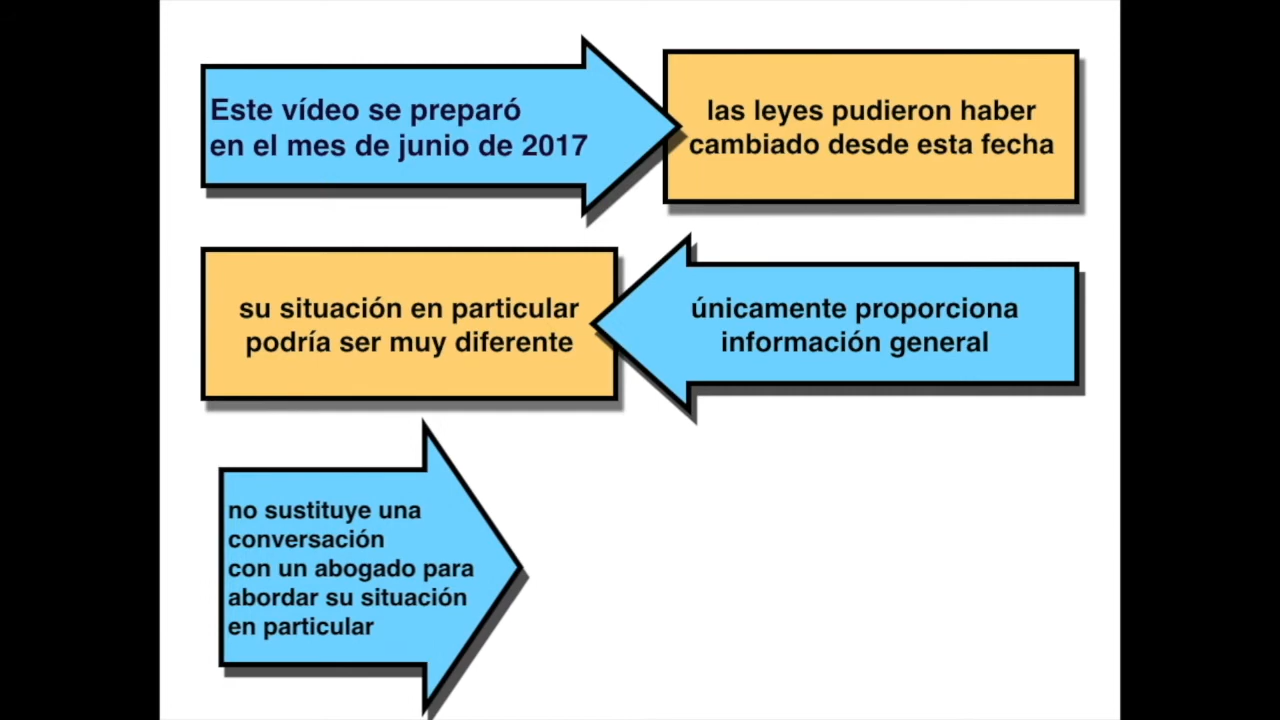 Este vídeo se preparó
en el mes de junio de 2017
las leyes pudieron haber
cambiado desde esta fecha
únicamente proporciona
información general
su situación en particular
podría ser muy diferente
no sustituye una
conversación
con un abogado para
abordar su situación
en particular